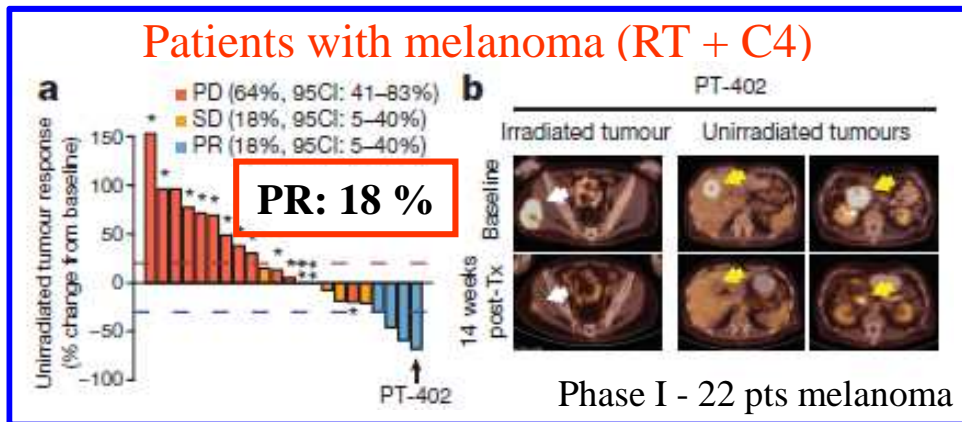 Patients with melanoma (RT + C4)
a
PD (64%, 95CI: 41–83%)
SD (18%, 95CI: 5–40%)
PR (18%, 95CI: 5–40%)
PR: 18 %
Unirradiated tumour response
(% change from baseline)
150
100
50
0
−50
−100
* * * * * * * * * * * * * * *
PT-402
b
PT-402
Irradiated tumour
Unirradiated tumours
Baseline
14 weeks
post-Tx
Phase I - 22 pts melanoma